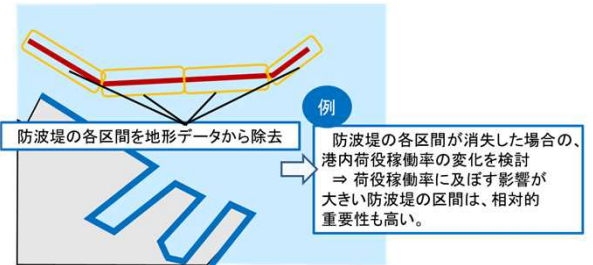 防波堤の各区間を地形データから除去
例
防波堤の各区間が消失した場合の、
港内荷役稼働率の変化を検討
⇒ 荷役稼働率に及ぼす影響が
大きい防波堤の区間は、相対的
重要性も高い。